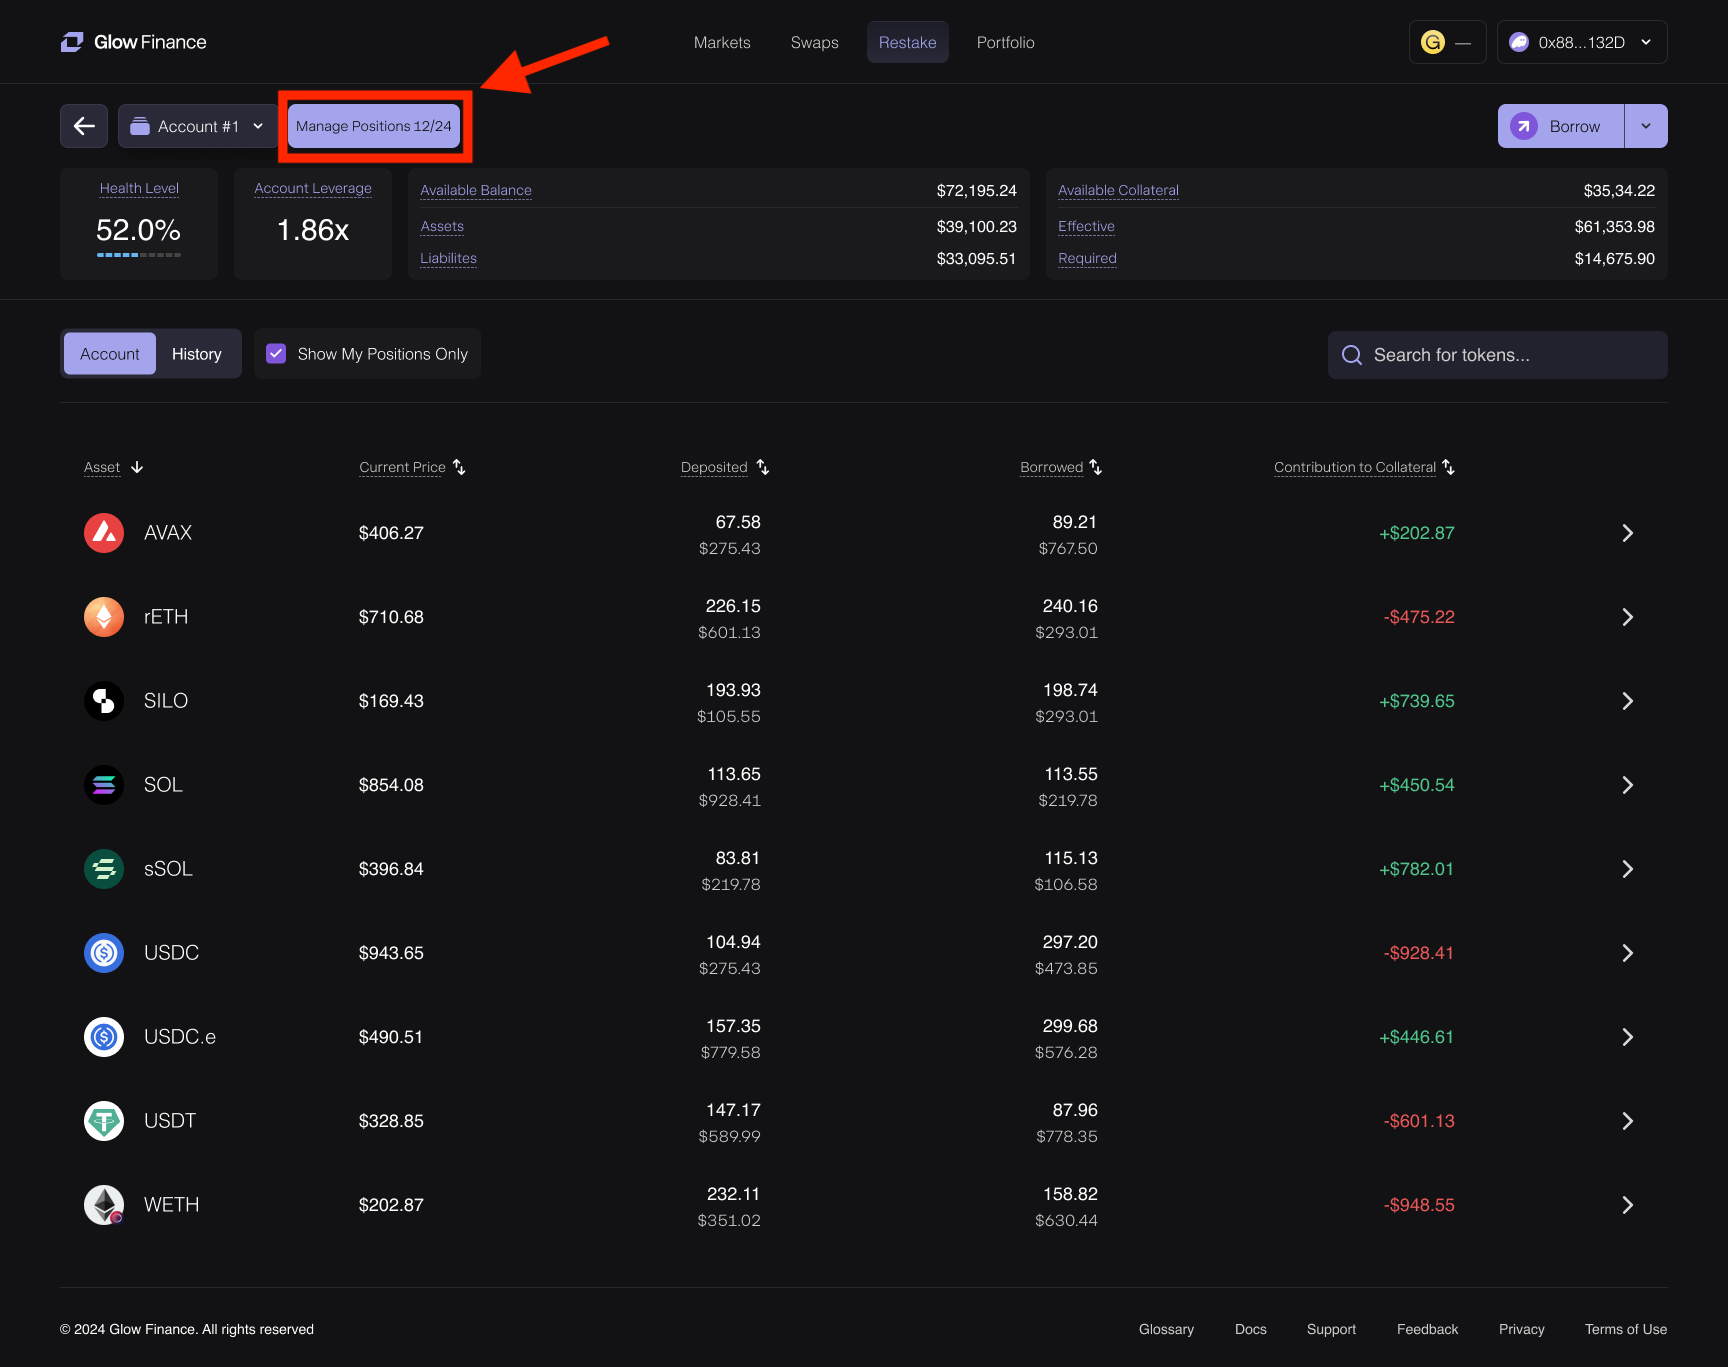 Glow Finance
Markets Swaps Restake Portfolio
G — 0x88...132D
Account #1 Manage Positions 12/24 Borrow
Health Level
52.0%
Account Leverage
1.86x
Available Balance $72,195.24
Assets $39,100.23
Liabilites $33,095.51
Available Collateral $35,34.22
Effective $61,353.98
Required $14,675.90
Account History Show My Positions Only Search for tokens...
Asset Current Price Deposited Borrowed Contribution to Collateral
AVAX $406.27 67.58 89.21 +$202.87
$275.43 $767.50
rETH $710.68 226.15 240.16 -$475.22
$601.13 $293.01
SILO $169.43 193.93 198.74 +$739.65
$105.55 $293.01
SOL $854.08 113.65 113.55 +$450.54
$928.41 $219.78
sSOL $396.84 83.81 115.13 +$782.01
$219.78 $106.58
USDC $943.65 104.94 297.20 -$928.41
$275.43 $473.85
USDC.e $490.51 157.35 299.68 +$446.61
$779.58 $576.28
USDT $328.85 147.17 87.96 -$601.13
$589.99 $778.35
WETH $202.87 232.11 158.82 -$948.55
$351.02 $630.44
© 2024 Glow Finance. All rights reserved Glossary Docs Support Feedback Privacy Terms of Use